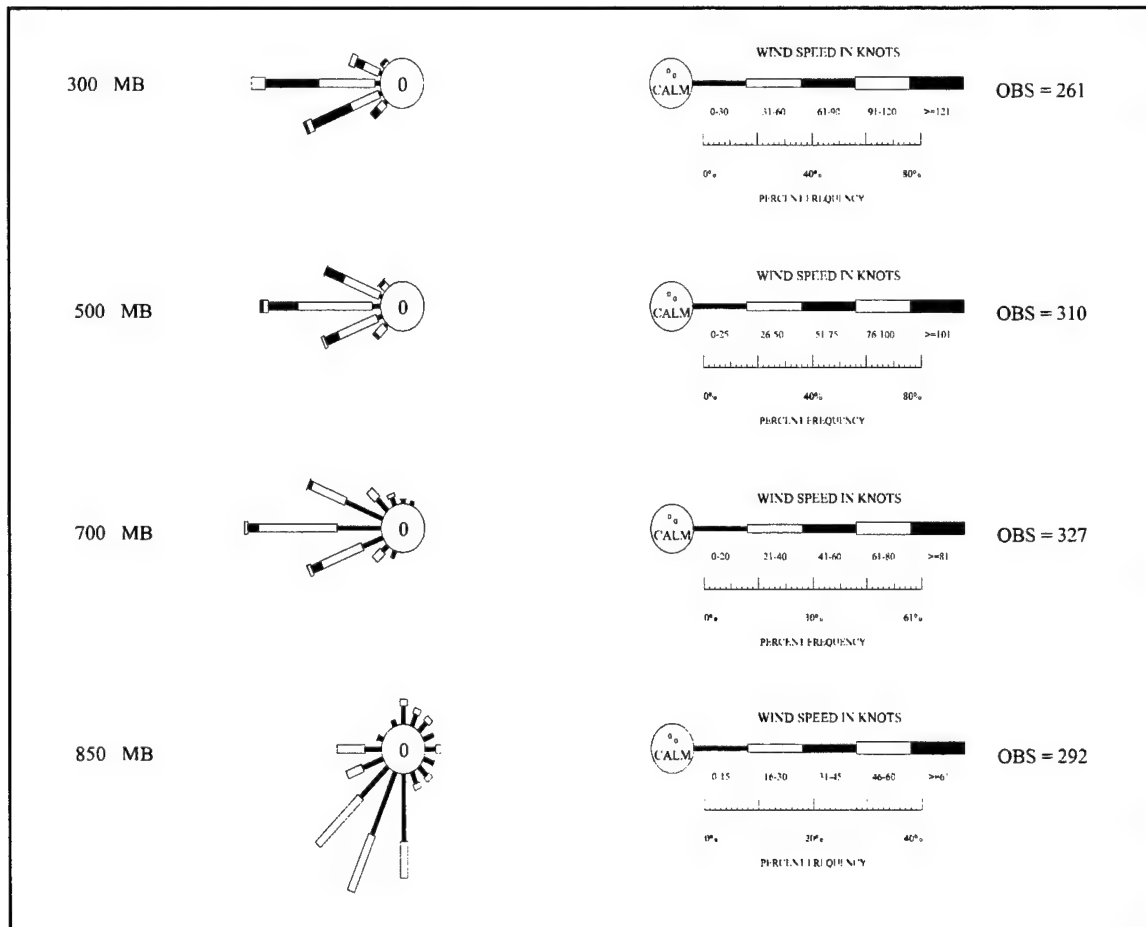 WIND SPEED IN KNOTS
300 MB
0
%
CALM
OBS = 261
0-30 31-60 61-90 91-120 >=121
0% 40% 80%
PERCENT FREQUENCY
WIND SPEED IN KNOTS
500 MB
0
%
CALM
OBS = 310
0-25 26-50 51-75 76-100 >=101
0% 40% 80%
PERCENT FREQUENCY
WIND SPEED IN KNOTS
700 MB
0
%
CALM
OBS = 327
0-20 21-40 41-60 61-80 >=81
0% 30% 61%
PERCENT FREQUENCY
WIND SPEED IN KNOTS
850 MB
0
%
CALM
OBS = 292
0-15 16-30 31-45 46-60 >=61
0% 20% 40%
PERCENT FREQUENCY